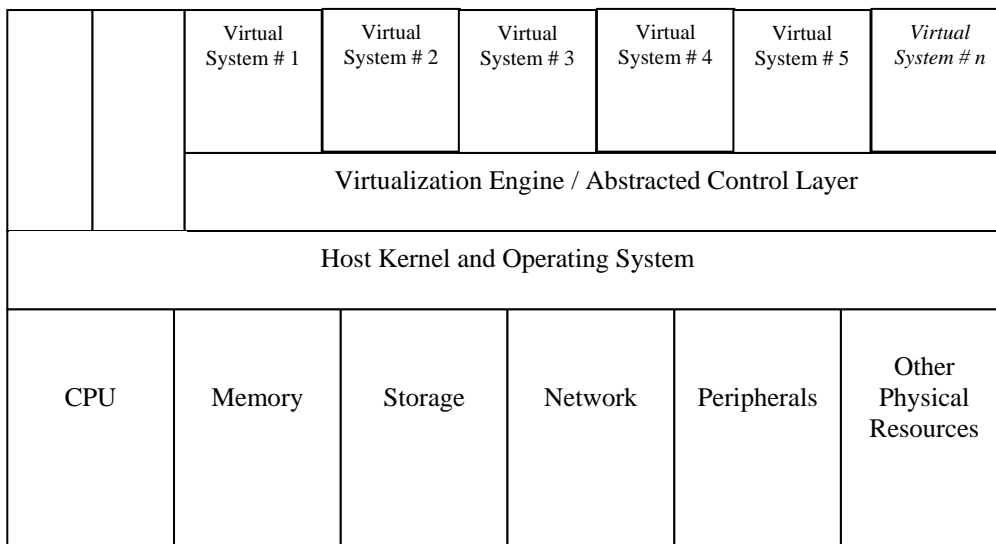 Virtual
System # 1
Virtual
System # 2
Virtual
System # 3
Virtual
System # 4
Virtual
System # 5
Virtual
System # n
Virtualization Engine / Abstracted Control Layer
Host Kernel and Operating System
CPU
Memory
Storage
Network
Peripherals
Other
Physical
Resources